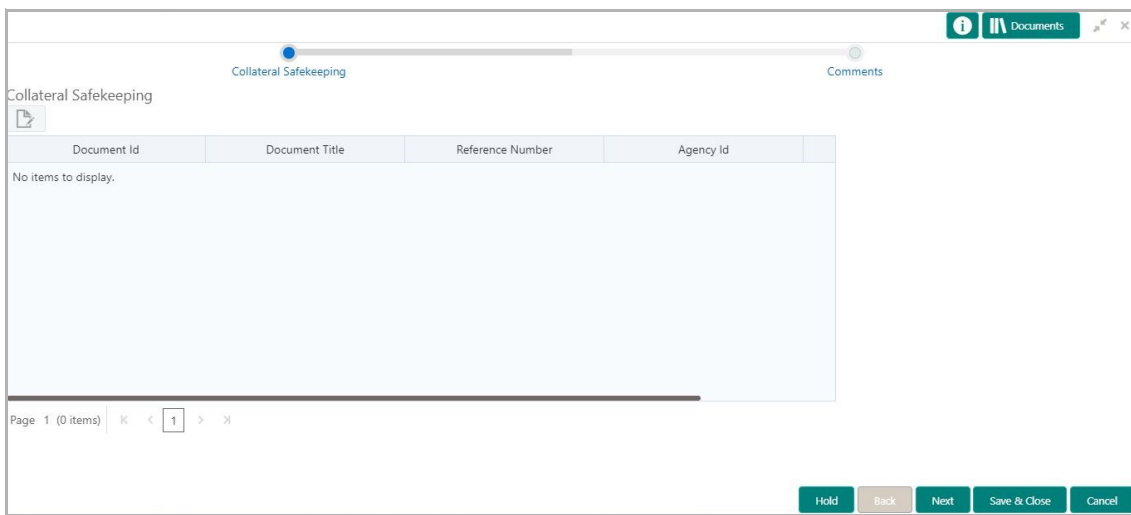 Documents
Collateral Safekeeping Comments
Collateral Safekeeping
Document Id Document Title Reference Number Agency Id
No items to display.
Page 1 (0 items) 1
Hold Back Next Save & Close Cancel